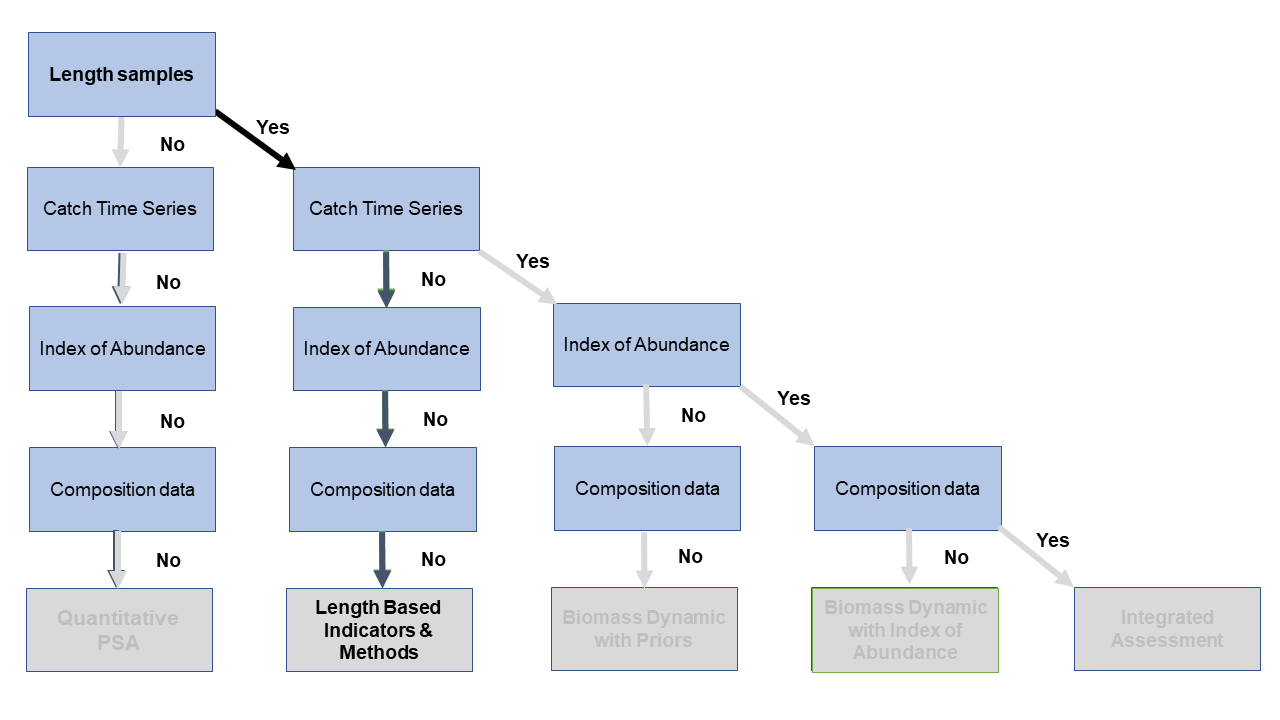 Length samples
Yes
No
Catch Time Series
Catch Time Series
Yes
No
No
Index of Abundance
Index of Abundance
Index of Abundance
Yes
No
No
No
Composition data
Composition data
Composition data
Composition data
Yes
No
No
No
No
Quantitative
PSA
Length Based
Indicators &
Methods
Biomass Dynamic
with Priors
Biomass Dynamic
with Index of
Abundance
Integrated
Assessment